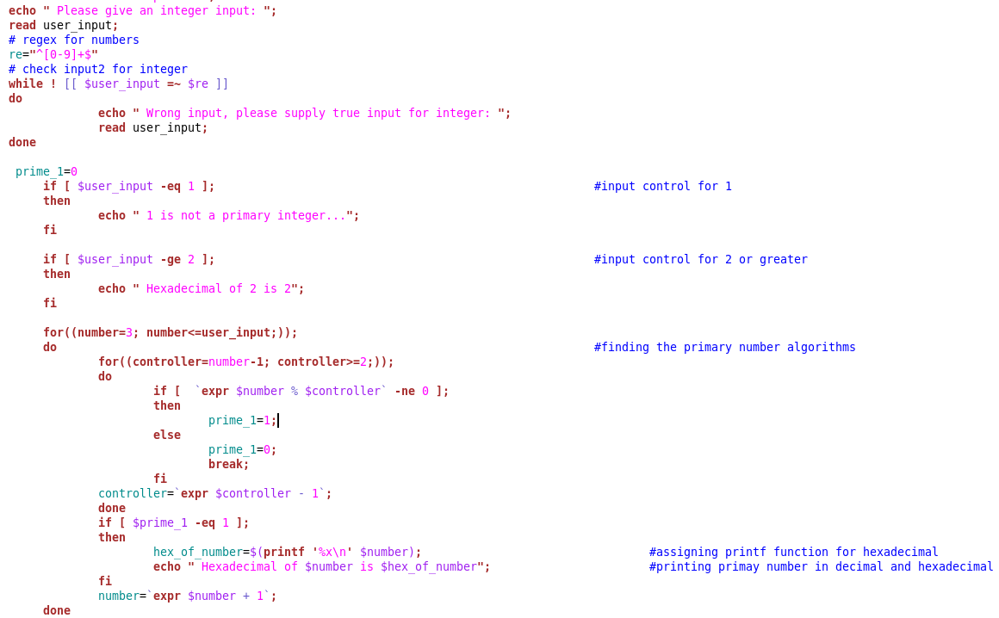 echo " Please give an integer input: ";
read user_input;
# regex for numbers
re="^[0-9]+$"
# check input2 for integer
while ! [[ $user_input =~ $re ]]
do
echo " Wrong input, please supply true input for integer: ";
read user_input;
done
prime_1=0
if [ $user_input -eq 1 ]; #input control for 1
then
echo " 1 is not a primary integer...";
fi
if [ $user_input -ge 2 ]; #input control for 2 or greater
then
echo " Hexadecimal of 2 is 2";
fi
for((number=3; number<=user_input;));
do #finding the primary number algorithms
for((controller=number-1; controller>=2;));
do
if [  `expr $number % $controller` -ne 0 ];
then
prime_1=1;
else
prime_1=0;
break;
fi
controller=`expr $controller - 1`;
done
if [ $prime_1 -eq 1 ];
then
hex_of_number=$(printf '%x\n' $number); #assigning printf function for hexadecimal
echo " Hexadecimal of $number is $hex_of_number"; #printing primay number in decimal and hexadecimal
fi
number=`expr $number + 1`;
done